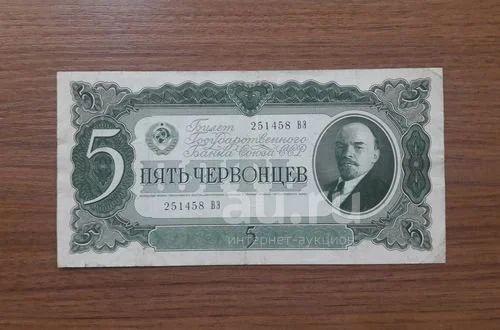 Билет
251458 ВЭ
Государственного
Банка Союза ССР
5
ПЯТЬ ЧЕРВОНЦЕВ
251458 ВЭ
au.ru
интернет-аукцион
5